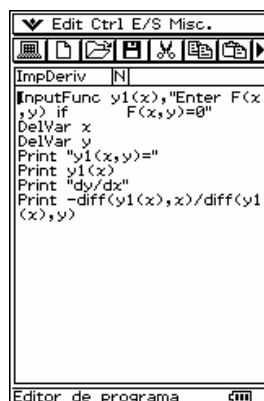 Edit Ctrl E/S Misc.
ImpDeriv N
InputFunc y1(x),"Enter F(x
,y) if F(x,y)=0"
DelVar x
DelVar y
Print "y1(x,y)="
Print y1(x)
Print "dy/dx"
Print -diff(y1(x),x)/diff(y1
(x),y)
Editor de programa